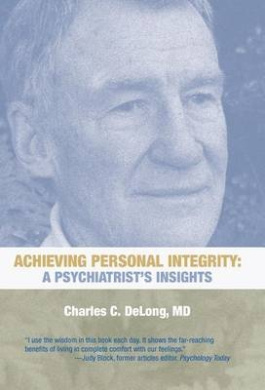 ACHIEVING PERSONAL INTEGRITY:
A PSYCHIATRIST'S INSIGHTS
Charles C. DeLong, MD
"I use the wisdom in this book each day. It shows the far-reaching
benefits of living in complete comfort with our feelings."
—Judy Block, former articles editor, Psychology Today